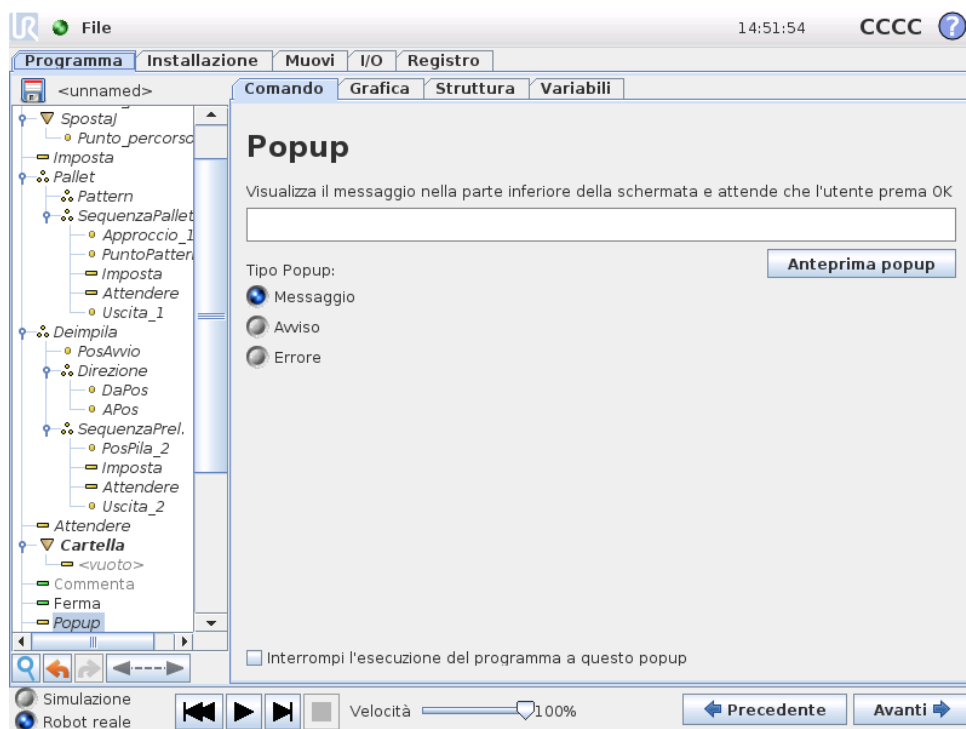 UR File 14:51:54 CCCC ?
Programma Installazione Muovi I/O Registro
<unnamed>
Comando Grafica Struttura Variabili
SpostaJ
Punto_percorso
Imposta
Pallet
Pattern
SequenzaPallet
Approccio_1
PuntoPatter
Imposta
Attendere
Uscita_1
Deimpila
PosAvvio
Direzione
DaPos
APos
SequenzaPrel.
PosPila_2
Imposta
Attendere
Uscita_2
Attendere
Cartella
<vuoto>
Commenta
Ferma
Popup
Popup
Visualizza il messaggio nella parte inferiore della schermata e attende che l'utente prema OK
Anteprima popup
Tipo Popup:
Messaggio
Avviso
Errore
Interrompi l'esecuzione del programma a questo popup
Simulazione
Robot reale
Velocità 100%
Precedente Avanti